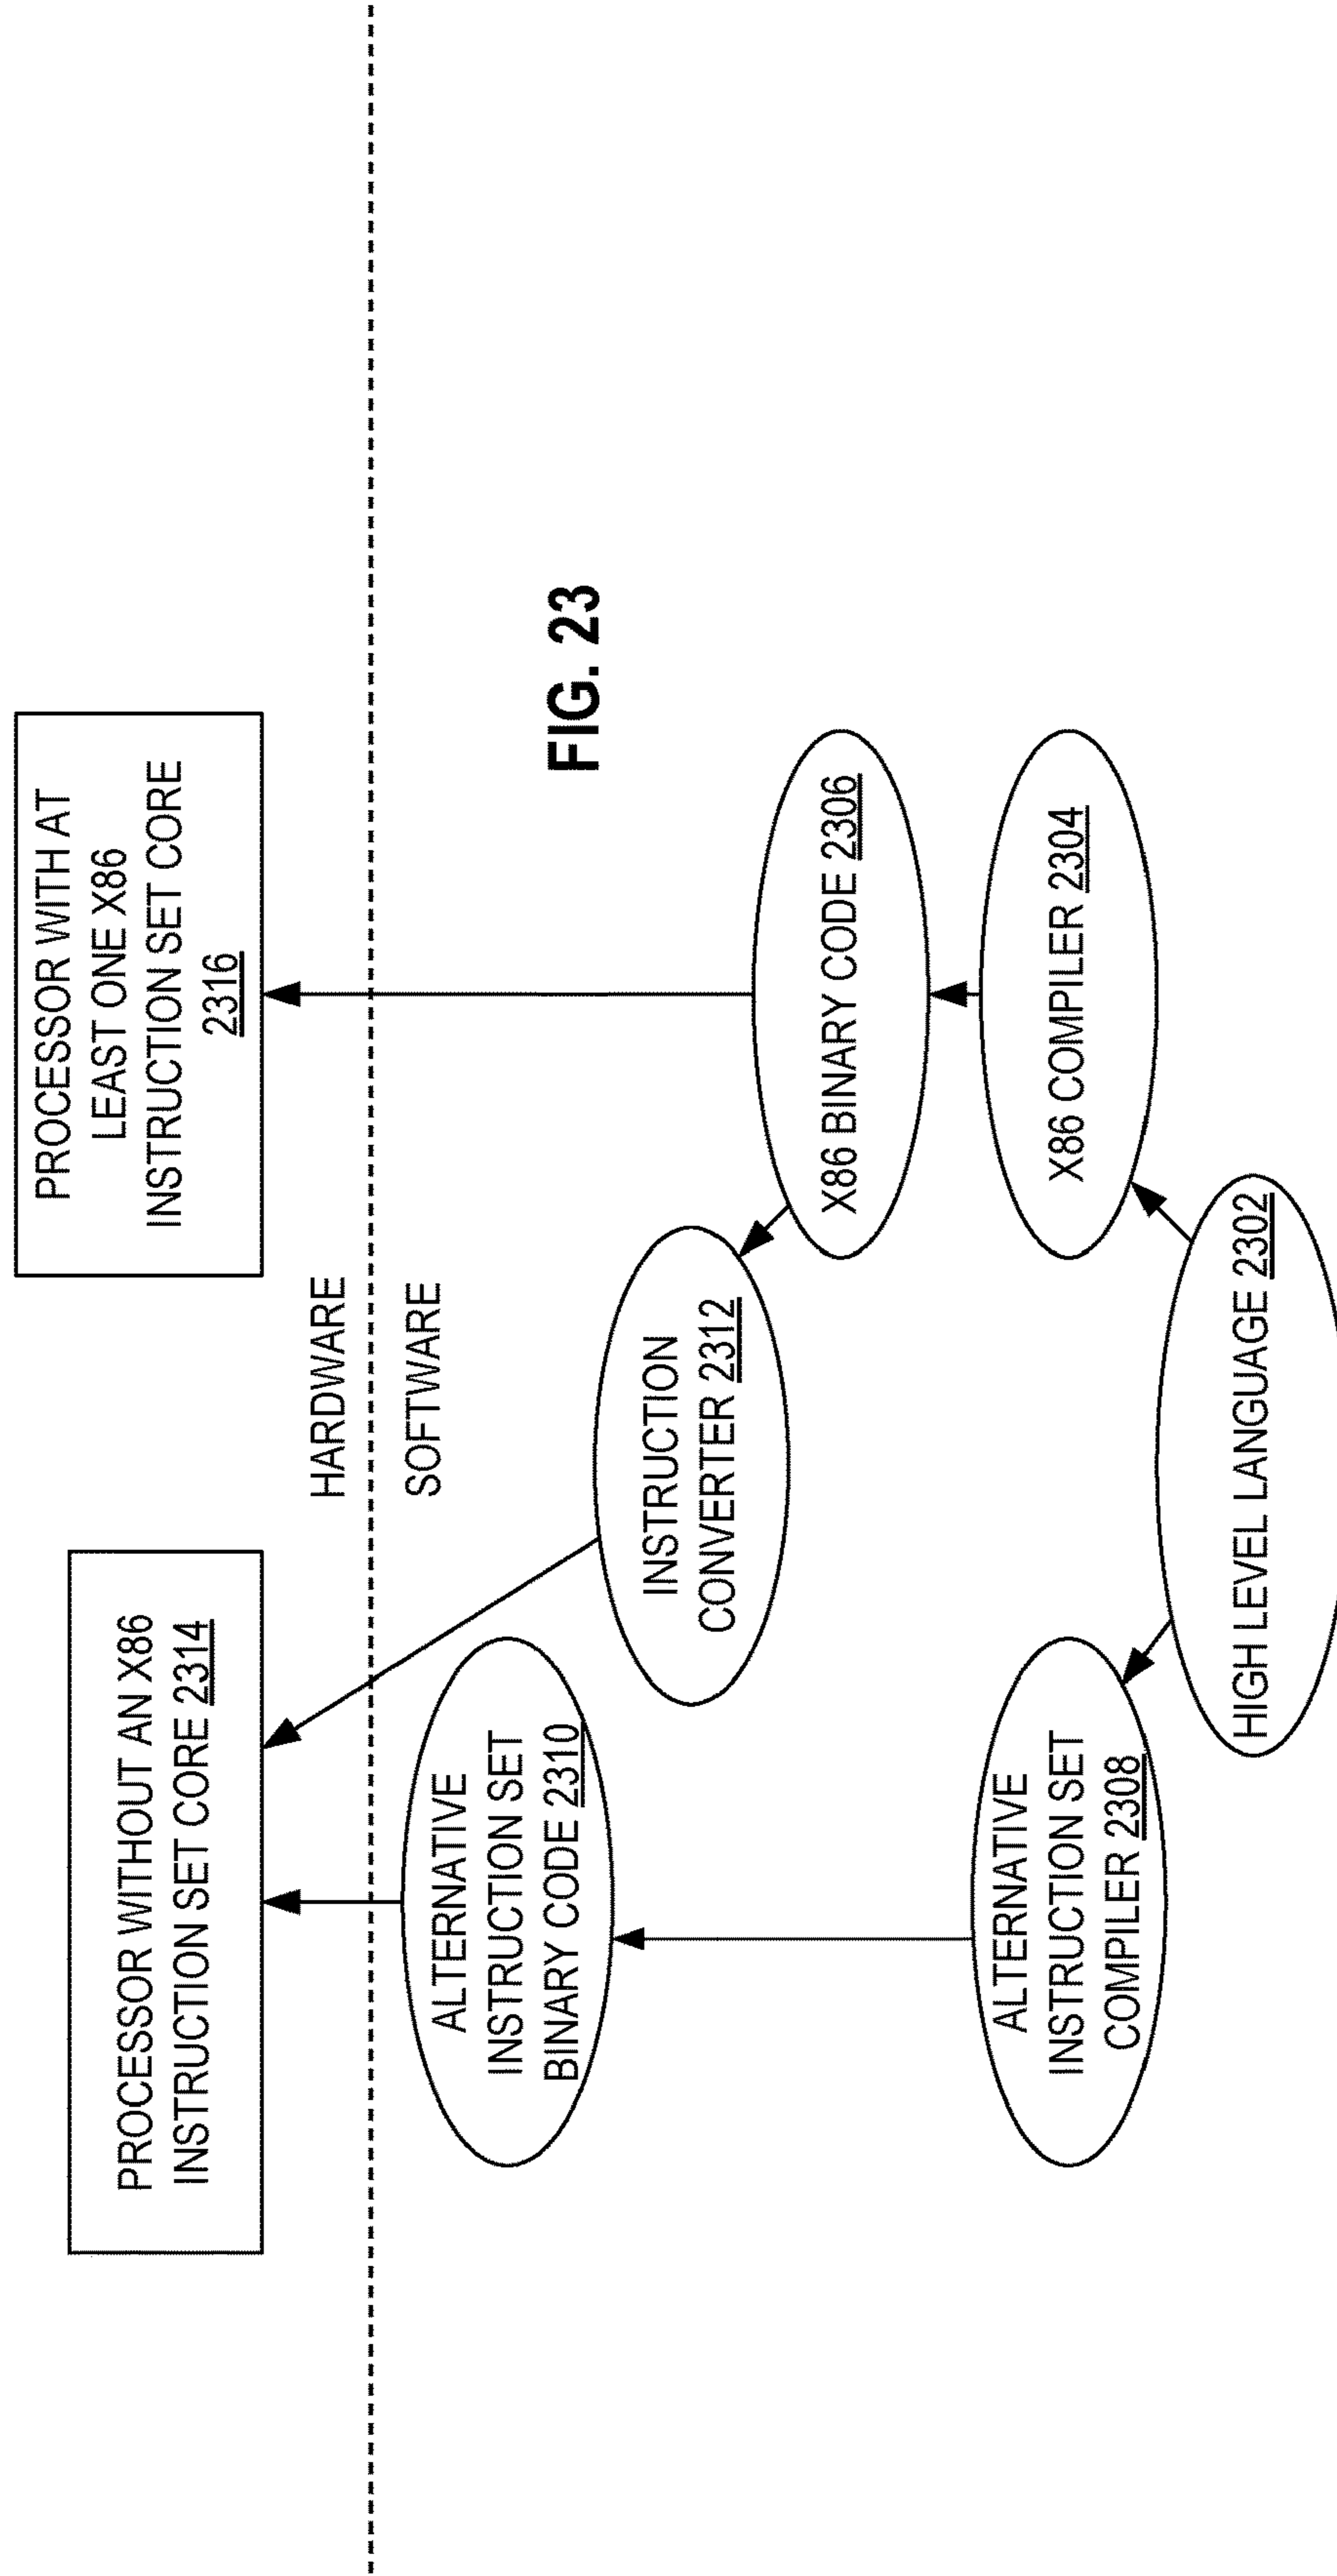 PROCESSOR WITHOUT AN X86
INSTRUCTION SET CORE 2314
PROCESSOR WITH AT
LEAST ONE X86
INSTRUCTION SET CORE
2316
HARDWARE
SOFTWARE
ALTERNATIVE
INSTRUCTION SET
BINARY CODE 2310
INSTRUCTION
CONVERTER 2312
FIG. 23
X86 BINARY CODE 2306
ALTERNATIVE
INSTRUCTION SET
COMPILER 2308
X86 COMPILER 2304
HIGH LEVEL LANGUAGE 2302